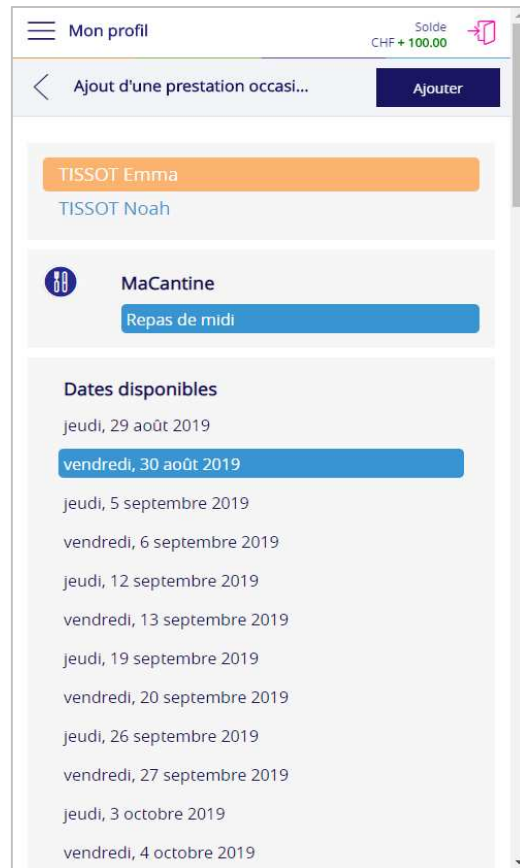 Mon profil
Solde
CHF + 100.00
Ajout d'une prestation occasi...
Ajouter
TISSOT Emma
TISSOT Noah
MaCantine
Repas de midi
Dates disponibles
jeudi, 29 août 2019
vendredi, 30 août 2019
jeudi, 5 septembre 2019
vendredi, 6 septembre 2019
jeudi, 12 septembre 2019
vendredi, 13 septembre 2019
jeudi, 19 septembre 2019
vendredi, 20 septembre 2019
jeudi, 26 septembre 2019
vendredi, 27 septembre 2019
jeudi, 3 octobre 2019
vendredi, 4 octobre 2019